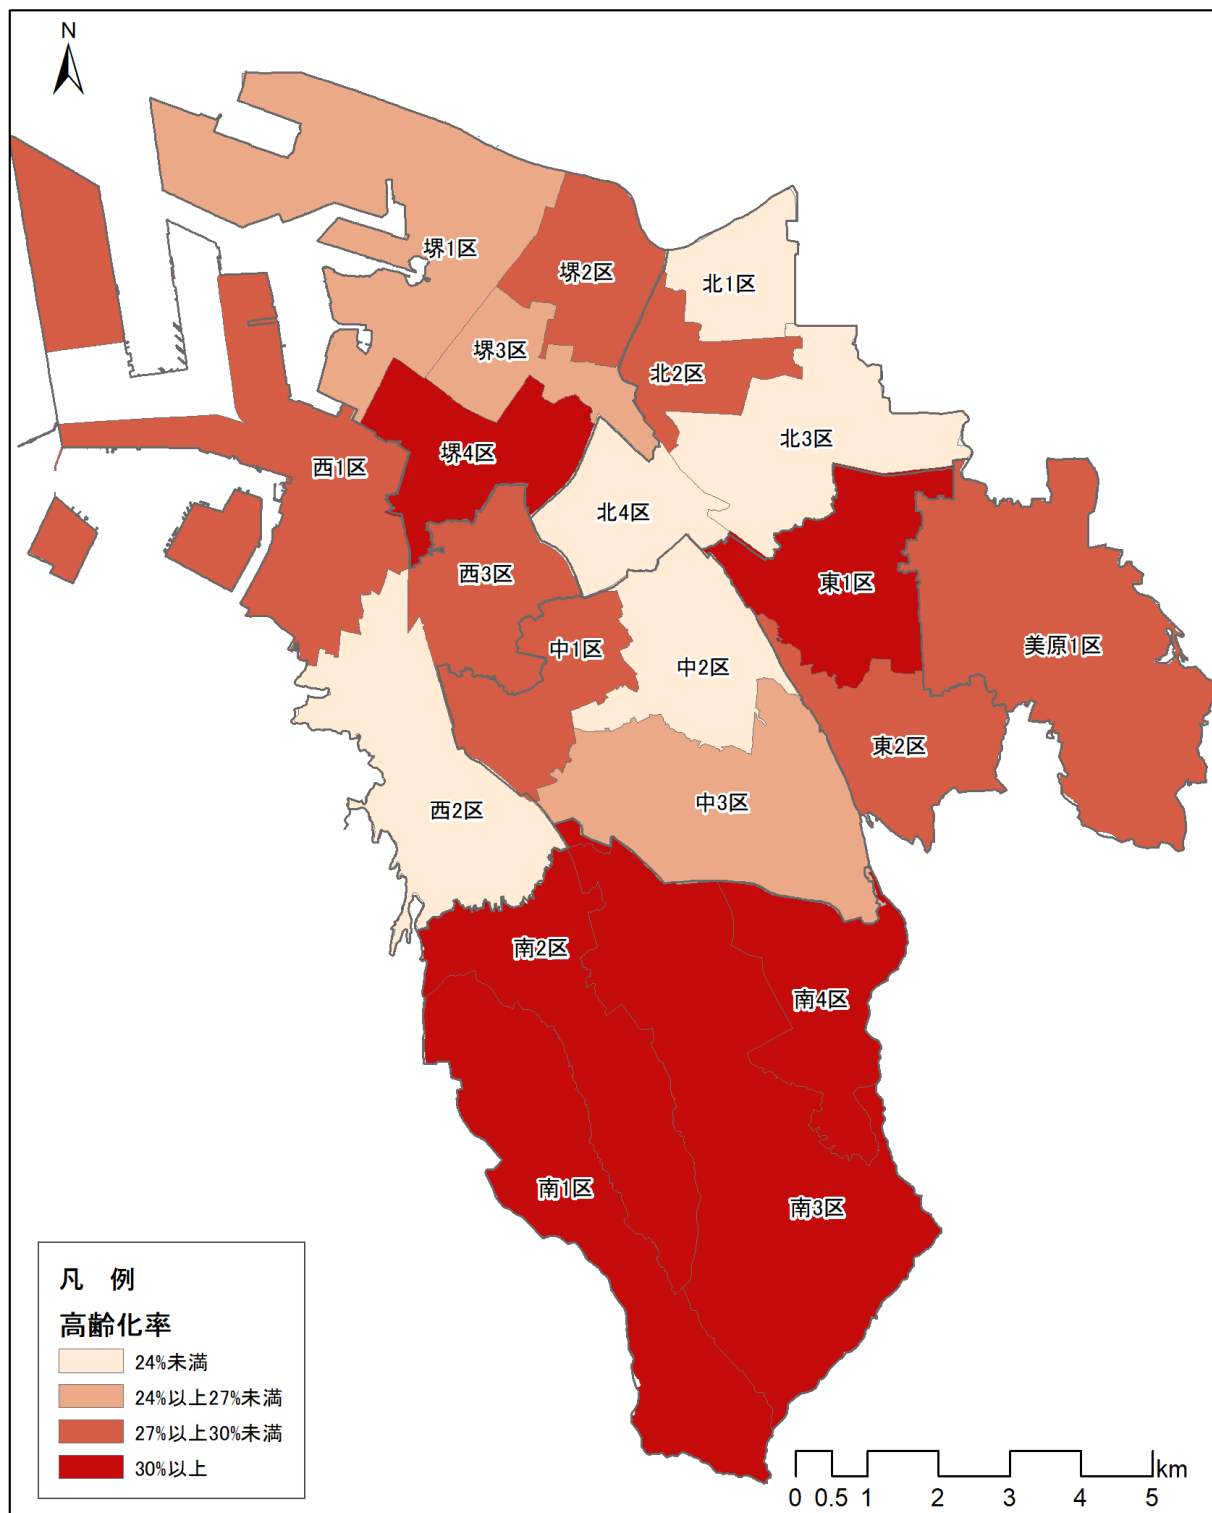 N
堺1区
堺2区
北1区
堺3区
北2区
北3区
堺4区
西1区
北4区
西3区
東1区
中1区
中2区
美原1区
東2区
西2区
中3区
南2区
南4区
南1区
南3区
凡 例
高齢化率
24%未満
24%以上27%未満
27%以上30%未満
30%以上
km
0 0.5 1 2 3 4 5